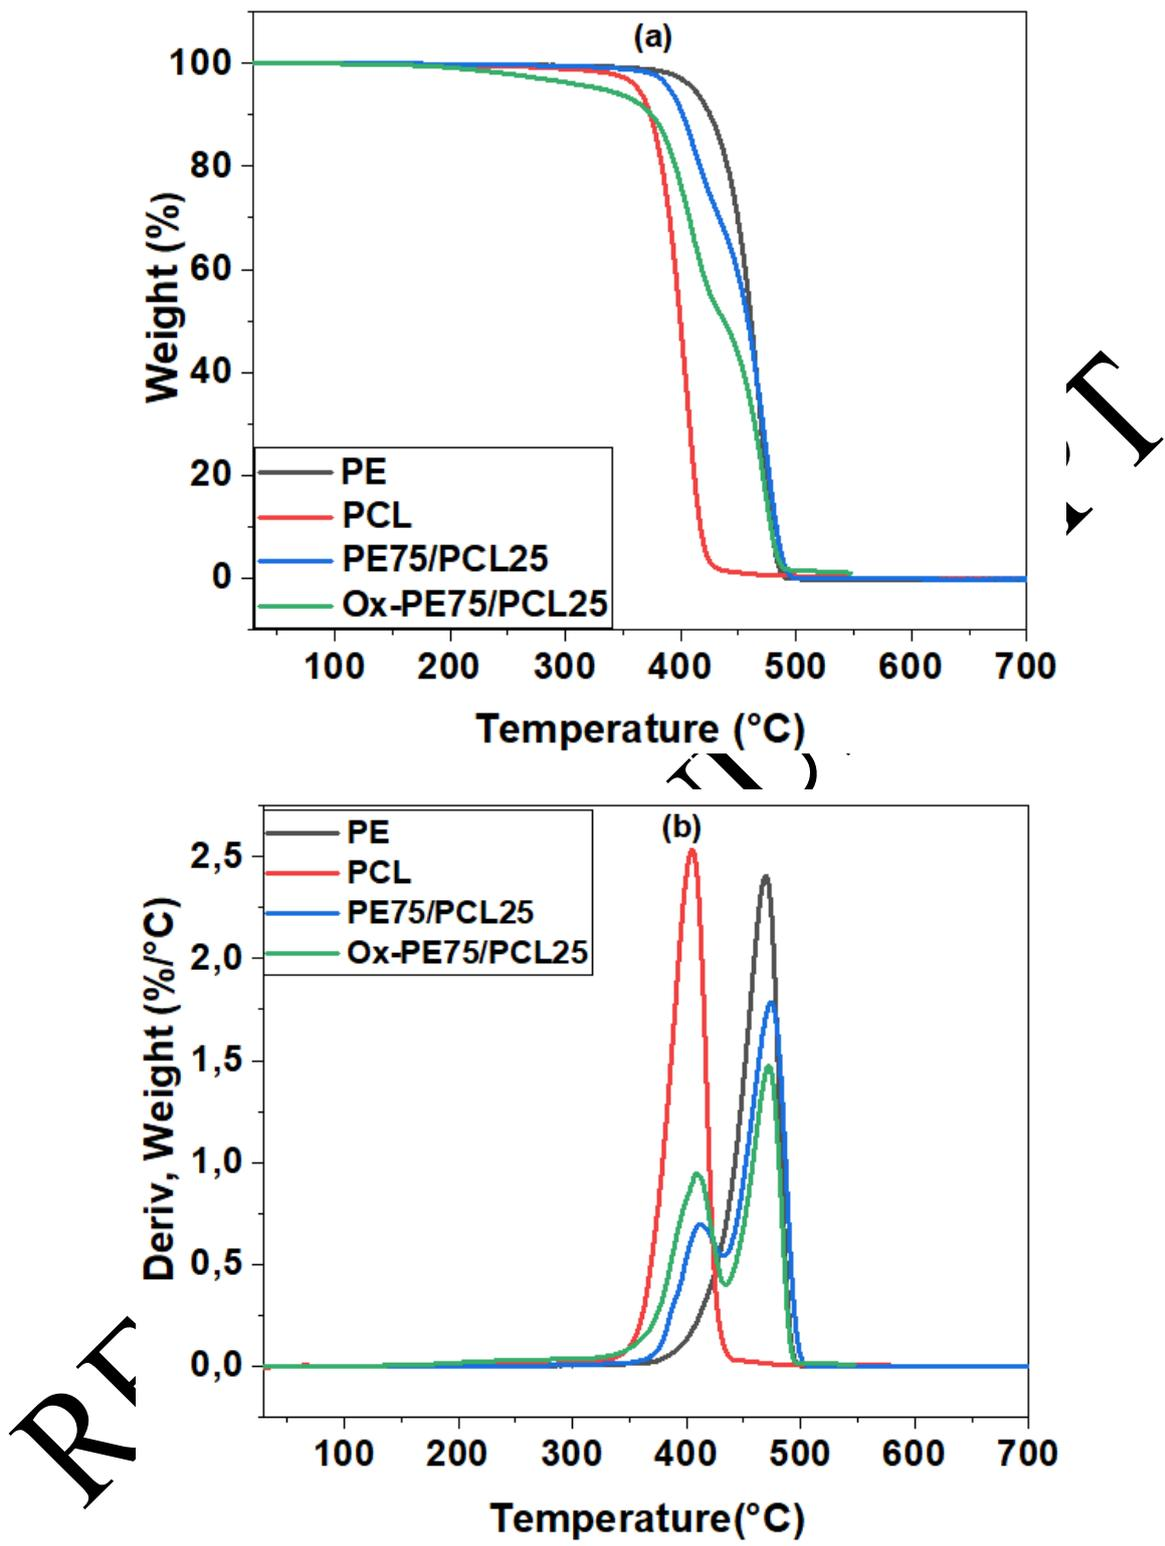 (a)
100
80
60
40
20
0
Weight (%)
PE
PCL
PE75/PCL25
Ox-PE75/PCL25
100 200 300 400 500 600 700
Temperature (°C)
(b)
PE
PCL
PE75/PCL25
Ox-PE75/PCL25
2,5
2,0
1,5
1,0
0,5
0,0
Deriv, Weight (%/°C)
100 200 300 400 500 600 700
Temperature(°C)